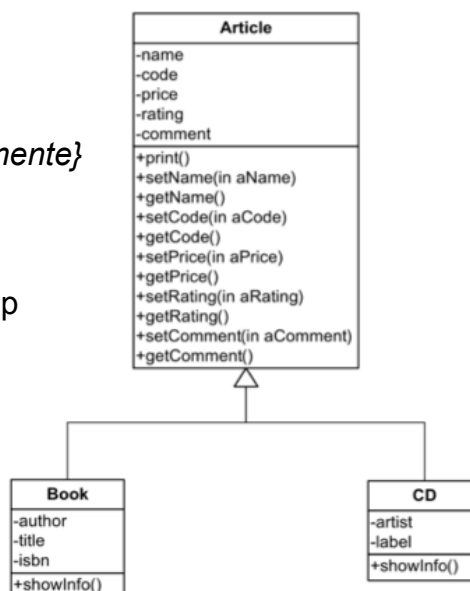 Article
-name
-code
-price
-rating
-comment
mente}
+print()
+setName(in aName)
+getName()
+setCode(in aCode)
+getCode()
+setPrice(in aPrice)
+getPrice()
p
+setRating(in aRating)
+getRating()
+setComment(in aComment)
+getComment()
Book
-author
-title
-isbn
+showInfo()
CD
-artist
-label
+showInfo()